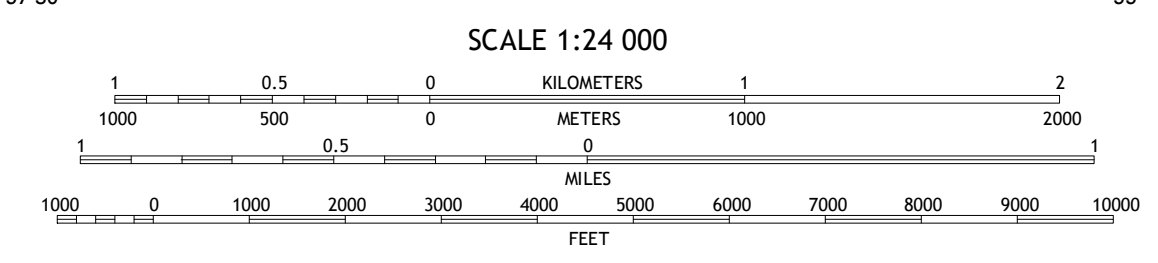 SCALE 1:24 000
1 0.5 0 KILOMETERS 1 2
1000 500 0 METERS 1000 2000
1 0.5 0 1
MILES
1000 0 1000 2000 3000 4000 5000 6000 7000 8000 9000 10000
FEET